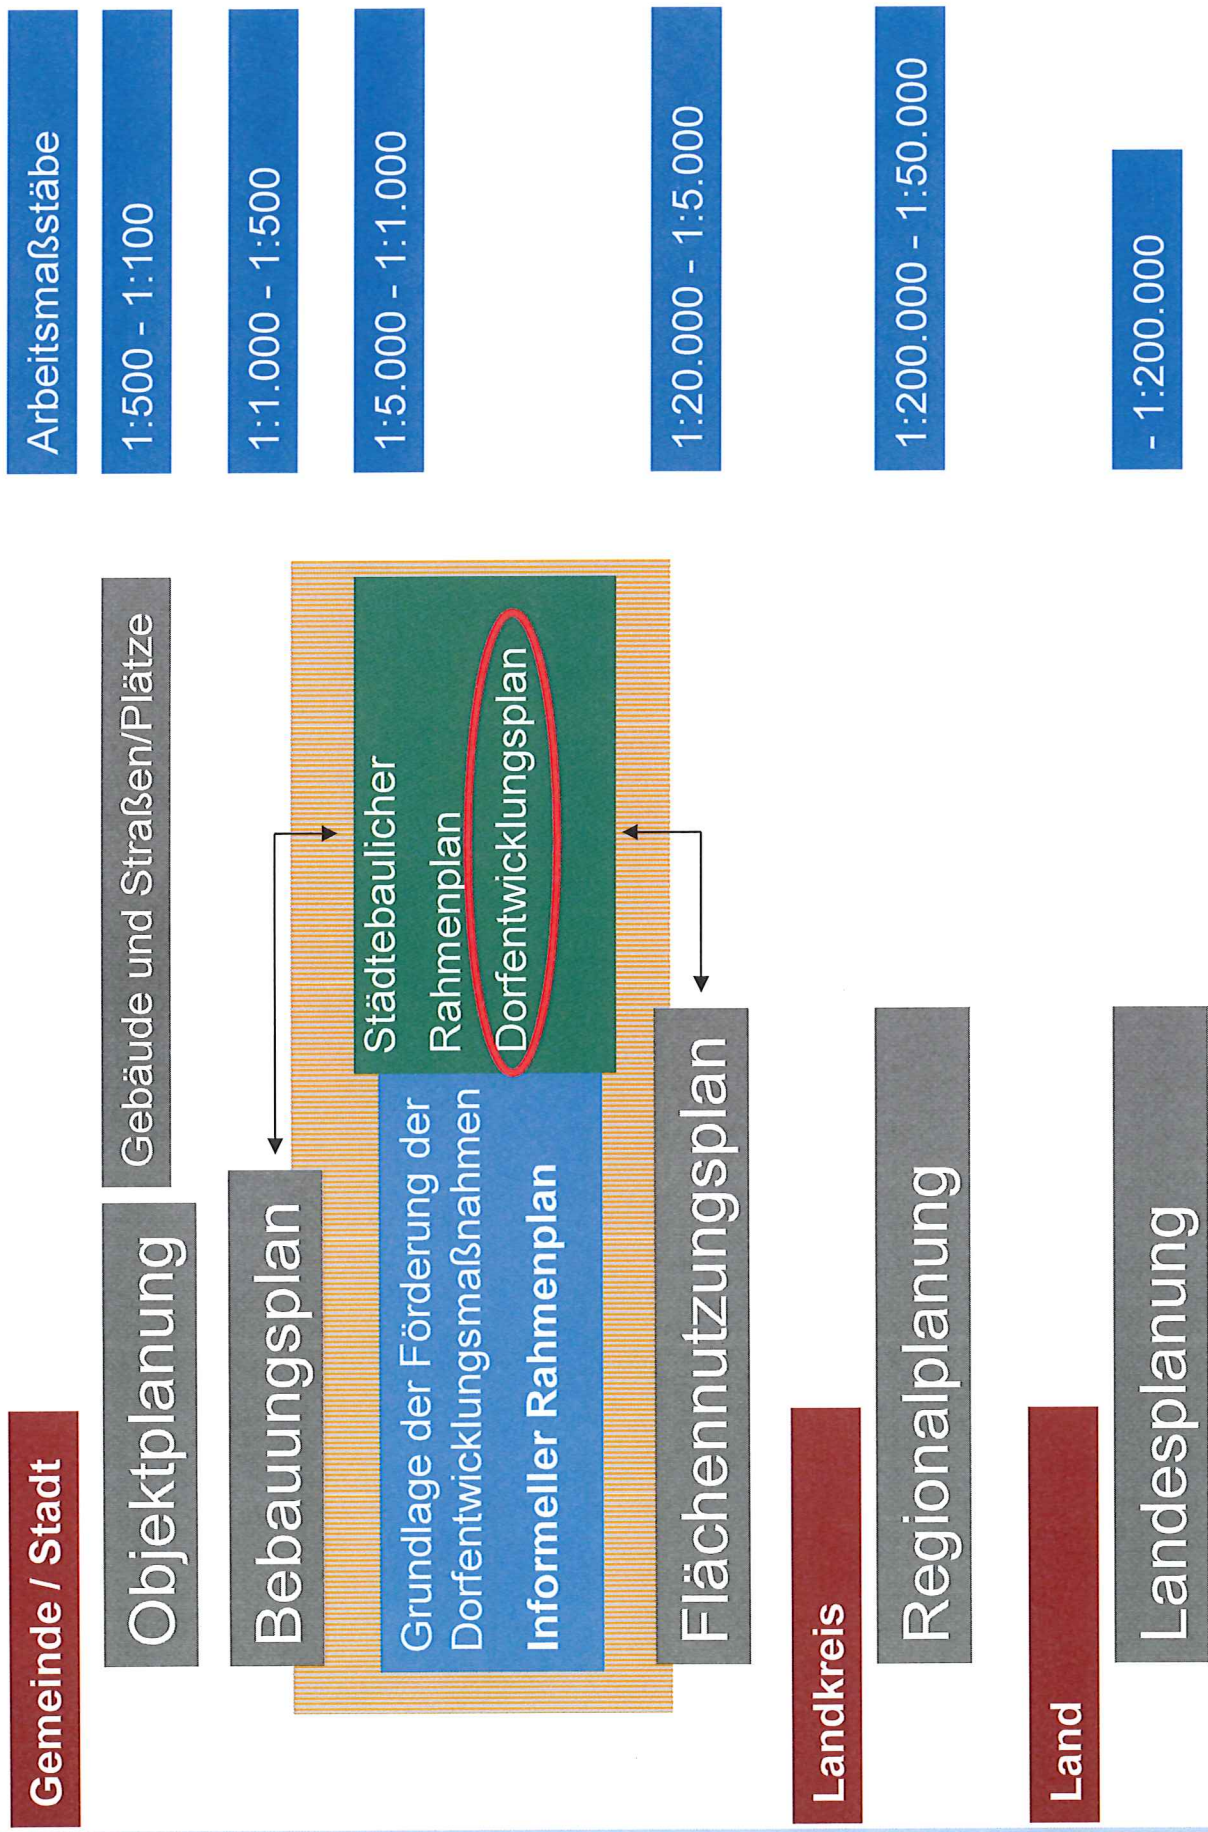 Gemeinde / Stadt
Arbeitsmaßstäbe
Objektplanung
Gebäude und Straßen/Plätze
1:500 - 1:100
Bebauungsplan
1:1.000 - 1:500
Grundlage der Förderung der
Dorfentwicklungsmaßnahmen
Informeller Rahmenplan
Städtebaulicher
Rahmenplan
Dorfentwicklungsplan
1:5.000 - 1:1.000
Flächennutzungsplan
1:20.000 - 1:5.000
Landkreis
Regionalplanung
1:200.000 - 1:50.000
Land
Landesplanung
- 1:200.000